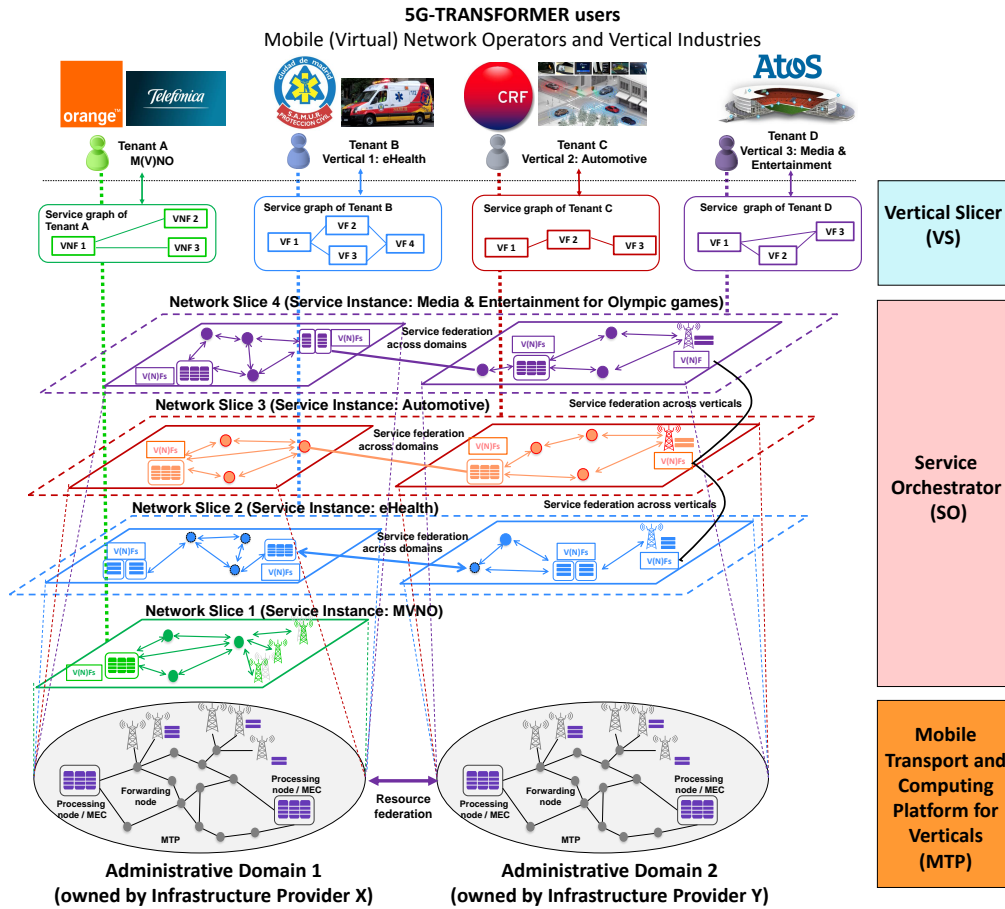 5G-TRANSFORMER users
Mobile (Virtual) Network Operators and Vertical Industries
orange™
Telefónica
ciudad de madrid
S.A.M.U.R.
PROTECCION CIVIL
CRF
Atos
Tenant A
M(V)NO
Tenant B
Vertical 1: eHealth
Tenant C
Vertical 2: Automotive
Tenant D
Vertical 3: Media &
Entertainment
Service graph of
Tenant A
VNF 1
VNF 2
VNF 3
Service graph of Tenant B
VF 1
VF 2
VF 3
VF 4
Service graph of Tenant C
VF 1
VF 2
VF 3
Service graph of Tenant D
VF 1
VF 2
VF 3
Vertical Slicer
(VS)
Network Slice 4 (Service Instance: Media & Entertainment for Olympic games)
V(N)Fs
V(N)Fs
Service federation
across domains
V(N)Fs
V(N)F
Service federation across verticals
Network Slice 3 (Service Instance: Automotive)
V(N)Fs
Service federation
across domains
V(N)Fs
V(N)Fs
Service federation across verticals
Network Slice 2 (Service Instance: eHealth)
V(N)Fs
V(N)Fs
Service federation
across domains
V(N)Fs
V(N)Fs
Network Slice 1 (Service Instance: MVNO)
V(N)Fs
Service
Orchestrator
(SO)
Processing
node / MEC
Forwarding
node
Processing
node / MEC
MTP
Resource
federation
Processing
node / MEC
Forwarding
node
Processing
node / MEC
MTP
Mobile
Transport and
Computing
Platform for
Verticals
(MTP)
Administrative Domain 1
(owned by Infrastructure Provider X)
Administrative Domain 2
(owned by Infrastructure Provider Y)